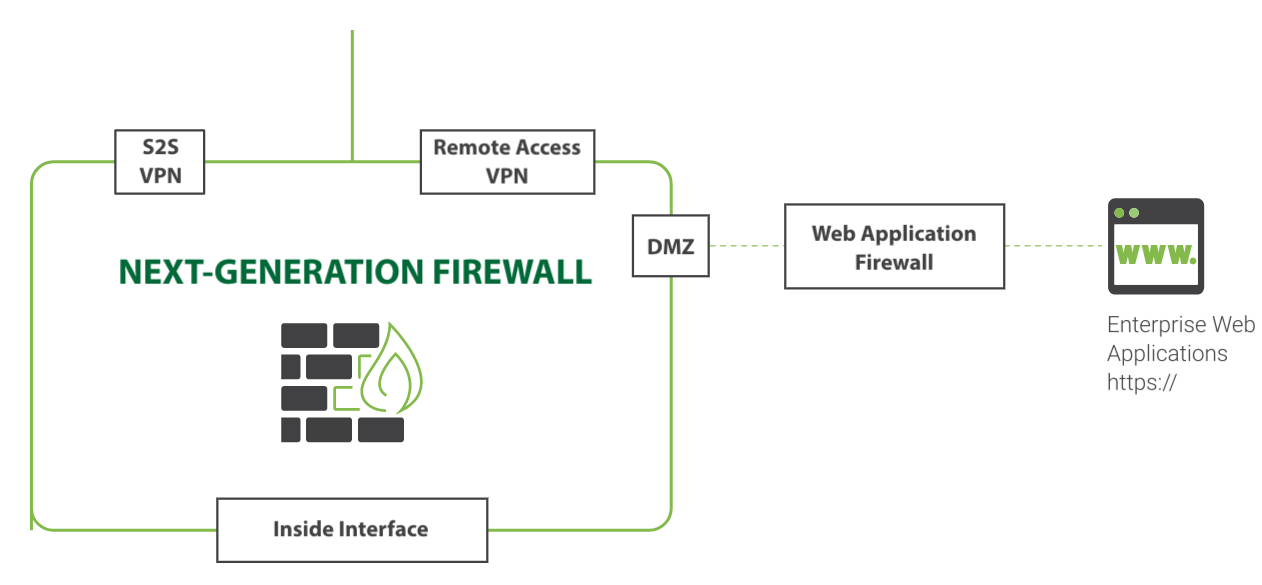 S2S
VPN
Remote Access
VPN
DMZ
Web Application
Firewall
www.
NEXT-GENERATION FIREWALL
Enterprise Web
Applications
https://
Inside Interface